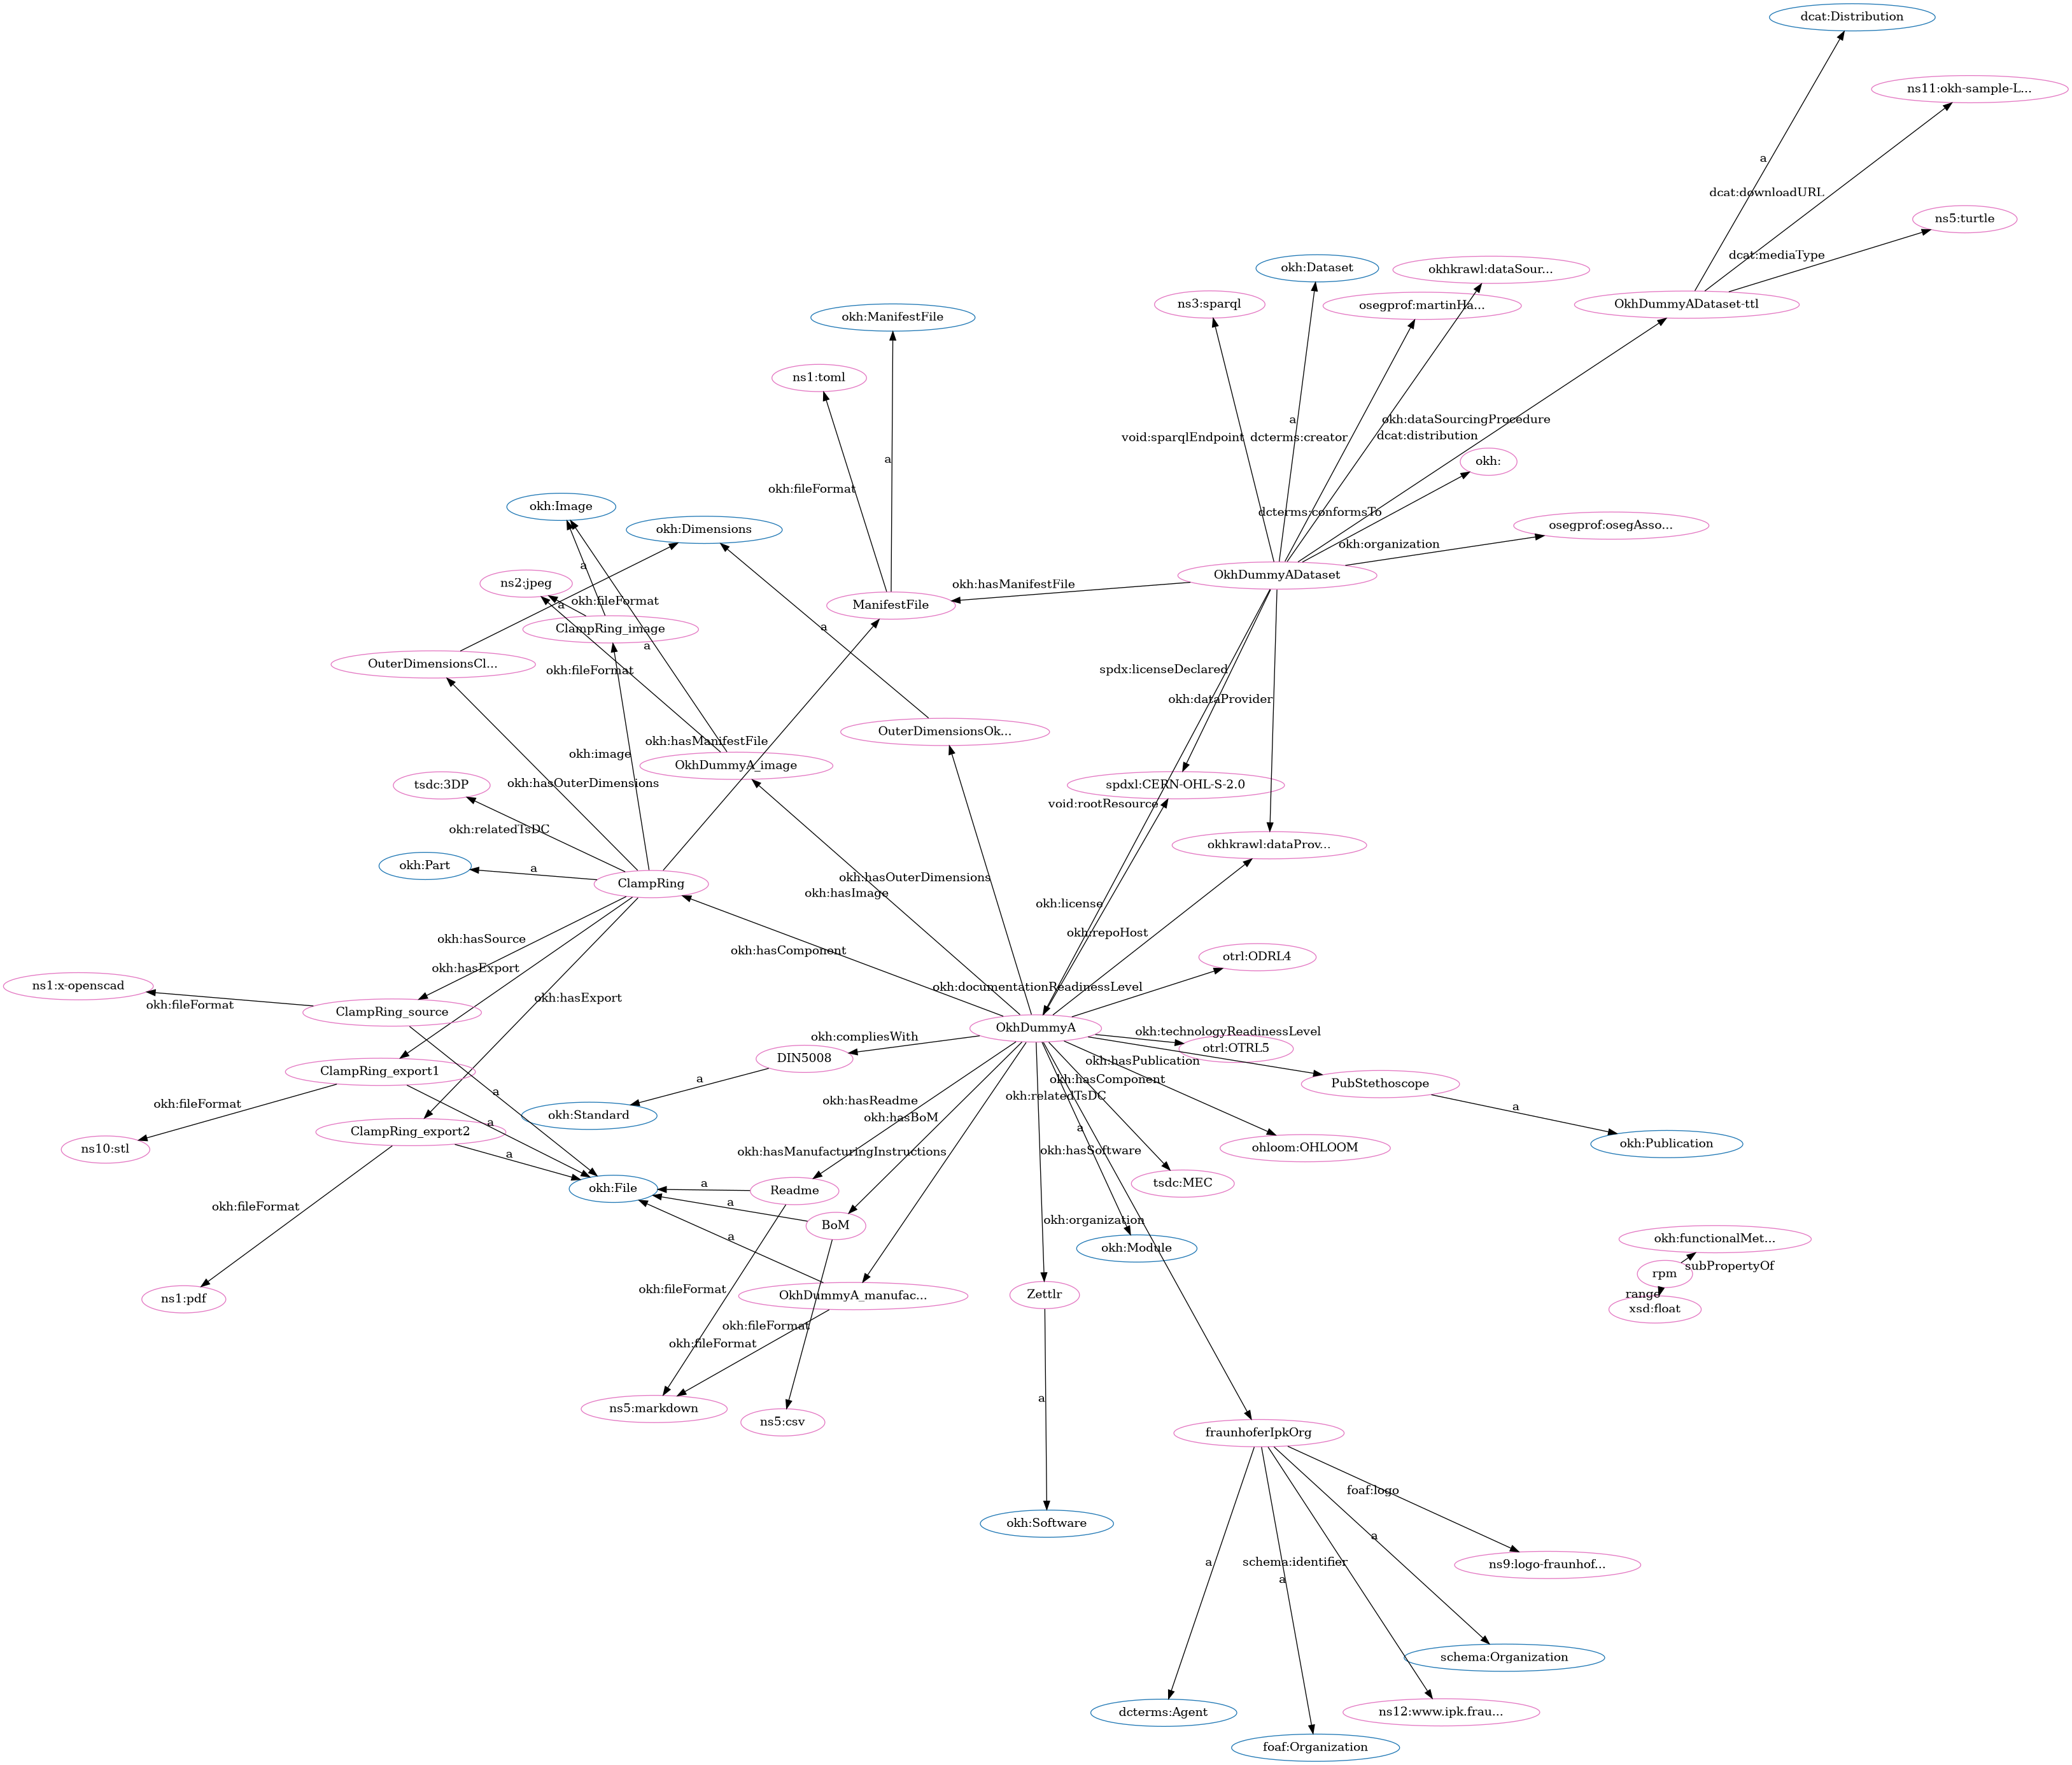 dcat:Distribution
ns11:okh-sample-L...
a
dcat:downloadURL
ns5:turtle
dcat:mediaType
okh:Dataset
okhkrawl:dataSour...
ns3:sparql
osegprof:martinHa...
OkhDummyADataset-ttl
okh:ManifestFile
ns1:toml
a
okh:dataSourcingProcedure
void:sparqlEndpoint
dcterms:creator
dcat:distribution
a
okh:
okh:fileFormat
okh:Image
dcterms:conformsTo
okh:Dimensions
osegprof:osegAsso...
okh:organization
a
ns2:jpeg
okh:hasManifestFile
OkhDummyADataset
okh:fileFormat
a
ManifestFile
ClampRing_image
a
a
OuterDimensionsCl...
okh:fileFormat
spdx:licenseDeclared
okh:dataProvider
OuterDimensionsOk...
okh:hasManifestFile
okh:image
OkhDummyA_image
tsdc:3DP
okh:hasOuterDimensions
spdxl:CERN-OHL-S-2.0
void:rootResource
okh:relatedTsDC
okhkrawl:dataProv...
okh:Part
a
ClampRing
okh:hasOuterDimensions
okh:hasImage
okh:license
okh:hasSource
okh:repoHost
okh:hasComponent
otrl:ODRL4
okh:hasExport
ns1:x-openscad
okh:documentationReadinessLevel
okh:hasExport
okh:fileFormat
ClampRing_source
OkhDummyA
okh:technologyReadinessLevel
okh:compliesWith
otrl:OTRL5
DIN5008
okh:hasPublication
ClampRing_export1
a
okh:hasComponent
PubStethoscope
a
okh:relatedTsDC
okh:fileFormat
okh:hasReadme
a
okh:Standard
okh:hasBoM
a
a
ClampRing_export2
okh:Publication
ns10:stl
okh:hasManufacturingInstructions
okh:hasSoftware
ohloom:OHLOOM
a
a
tsdc:MEC
okh:File
Readme
a
okh:fileFormat
BoM
okh:organization
a
okh:Module
okh:functionalMet...
subPropertyOf
rpm
okh:fileFormat
range
ns1:pdf
OkhDummyA_manufac...
Zettlr
xsd:float
okh:fileFormat
okh:fileFormat
a
ns5:markdown
ns5:csv
fraunhoferIpkOrg
foaf:logo
okh:Software
a
a
schema:identifier
ns9:logo-fraunhof...
a
schema:Organization
dcterms:Agent
ns12:www.ipk.frau...
foaf:Organization